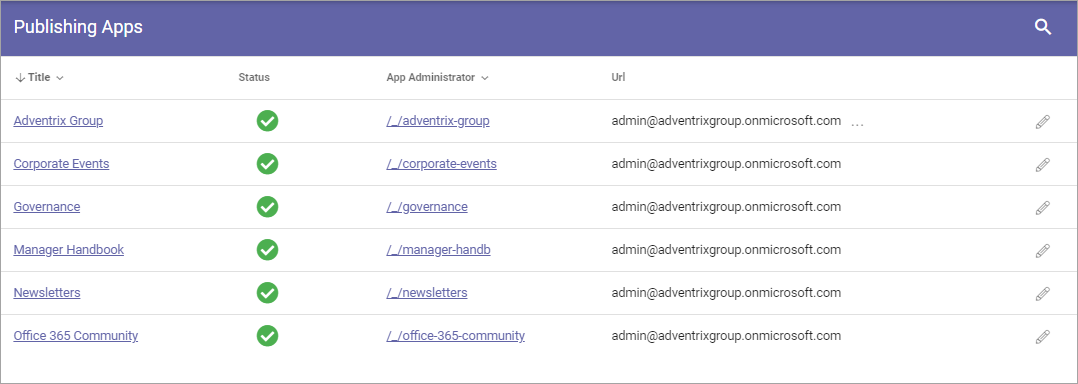 Publishing Apps
Title Status App Administrator Url
Adventrix Group /_/adventrix-group admin@adventrixgroup.onmicrosoft.com ...
Corporate Events /_/corporate-events admin@adventrixgroup.onmicrosoft.com
Governance /_/governance admin@adventrixgroup.onmicrosoft.com
Manager Handbook /_/manager-handb admin@adventrixgroup.onmicrosoft.com
Newsletters /_/newsletters admin@adventrixgroup.onmicrosoft.com
Office 365 Community /_/office-365-community admin@adventrixgroup.onmicrosoft.com